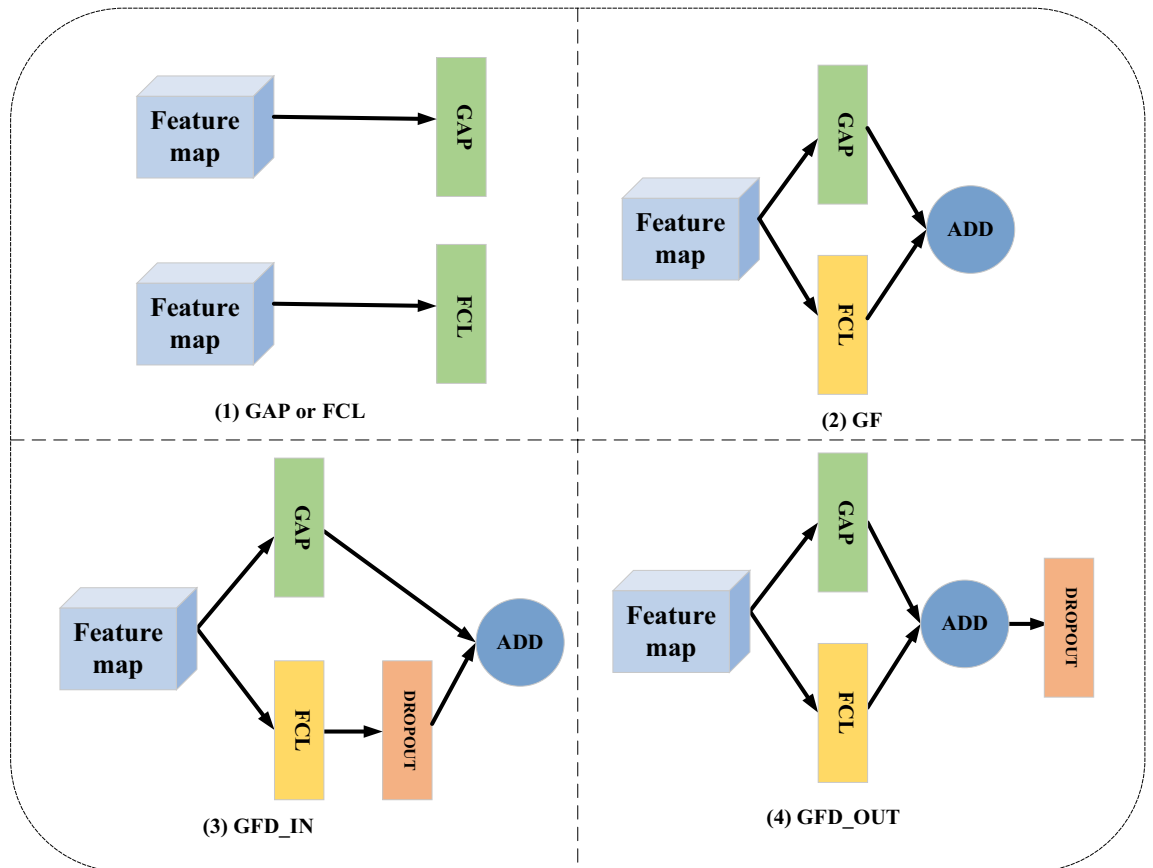 Feature
map
GAP
Feature
map
FCL
(1) GAP or FCL
Feature
map
GAP
FCL
ADD
(2) GF
Feature
map
GAP
FCL
DROPOUT
ADD
(3) GFD_IN
Feature
map
GAP
FCL
ADD
DROPOUT
(4) GFD_OUT